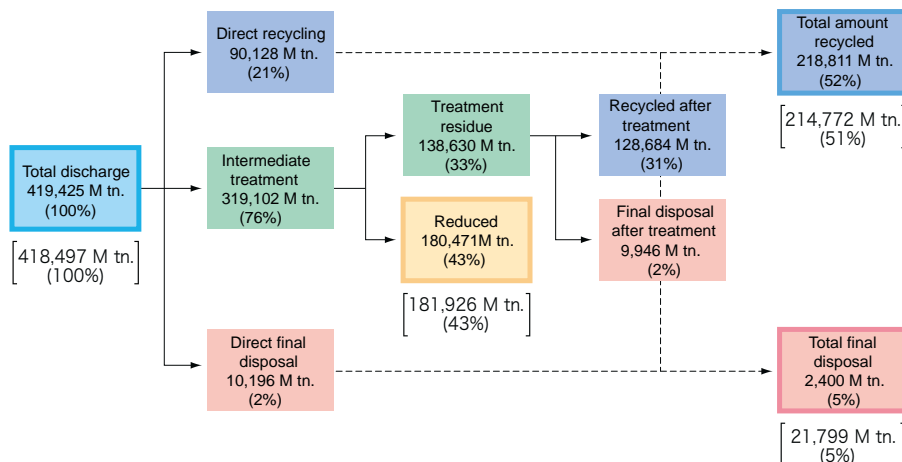 Direct recycling
90,128 M tn.
(21%)
Total amount
recycled
218,811 M tn.
(52%)
[214,772 M tn.
(51%)]
Treatment
residue
138,630 M tn.
(33%)
Recycled after
treatment
128,684 M tn.
(31%)
Total discharge
419,425 M tn.
(100%)
[418,497 M tn.
(100%)]
Intermediate
treatment
319,102 M tn.
(76%)
Reduced
180,471M tn.
(43%)
[181,926 M tn.
(43%)]
Final disposal
after treatment
9,946 M tn.
(2%)
Direct final
disposal
10,196 M tn.
(2%)
Total final
disposal
2,400 M tn.
(5%)
[21,799 M tn.
(5%)]